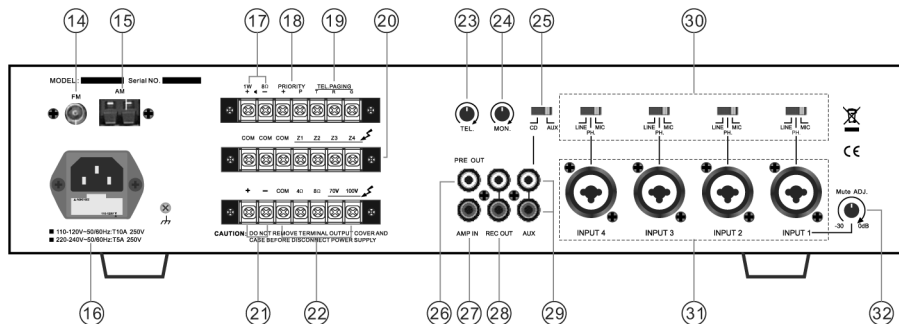 14 15 17 18 19 20 23 24 25 30
MODEL: Serial NO.
FM
AM
1W 8Ω PRIORITY TEL.PAGING
+ ◄ − + P T R G
COM COM COM Z1 Z2 Z3 Z4
+ − COM 4Ω 8Ω 70V 100V
CAUTION: DO NOT REMOVE TERMINAL OUTPUT COVER AND
CASE BEFORE DISCONNECT POWER SUPPLY
■ 110-120V~50/60Hz:T10A 250V
■ 220-240V~50/60Hz:T5A 250V
TEL. MON.
CD AUX
LINE MIC LINE MIC LINE MIC LINE MIC
PH. PH. PH. PH.
CE
PRE OUT
AMP IN REC OUT AUX
INPUT 4 INPUT 3 INPUT 2 INPUT 1
Mute ADJ.
-30 0dB
16 21 22 26 27 28 29 31 32